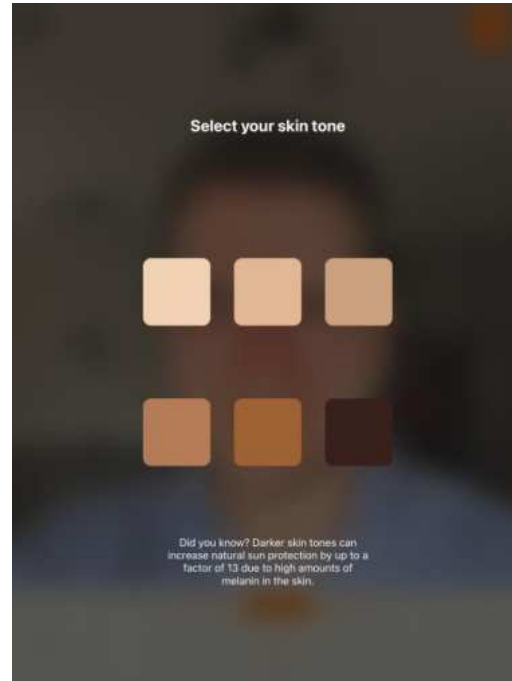 Select your skin tone
Did you know? Darker skin tones can
increase natural sun protection by up to a
factor of 13 due to high amounts of
melanin in the skin.